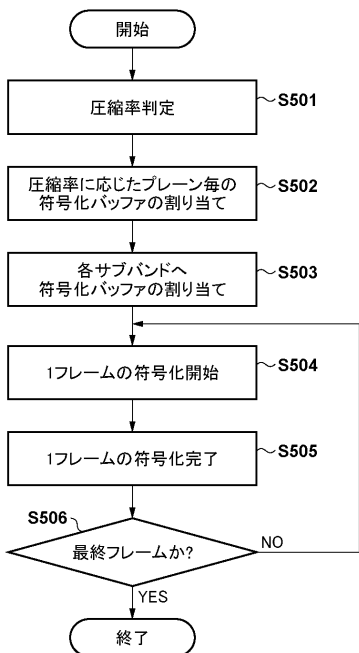 開始
圧縮率判定
S501
圧縮率に応じたプレーン毎の
符号化バッファの割り当て
S502
各サブバンドへ
符号化バッファの割り当て
S503
1フレームの符号化開始
S504
1フレームの符号化完了
S505
S506
最終フレームか?
NO
YES
終了